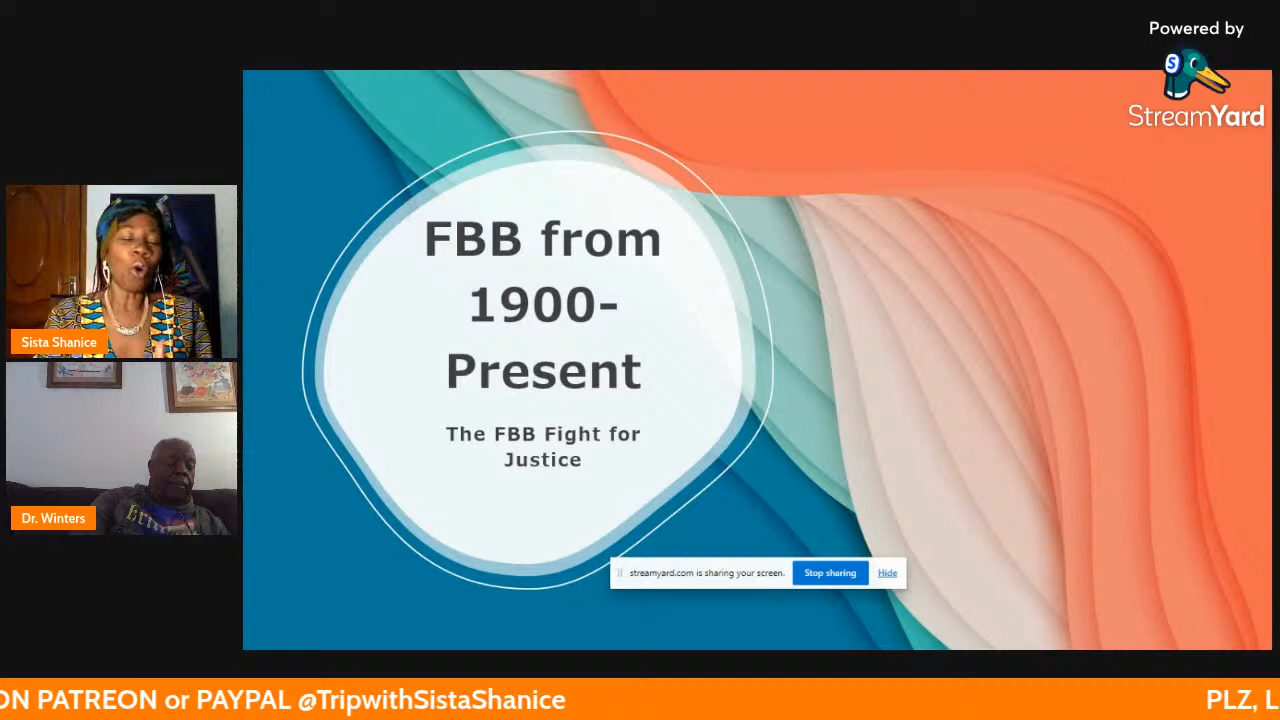 Powered by
StreamYard
FBB from
1900-
Present
The FBB Fight for
Justice
Sista Shanice
Dr. Winters
streamyard.com is sharing your screen.
Stop sharing
Hide
ON PATREON or PAYPAL @TripwithSistaShanice
PLZ, L